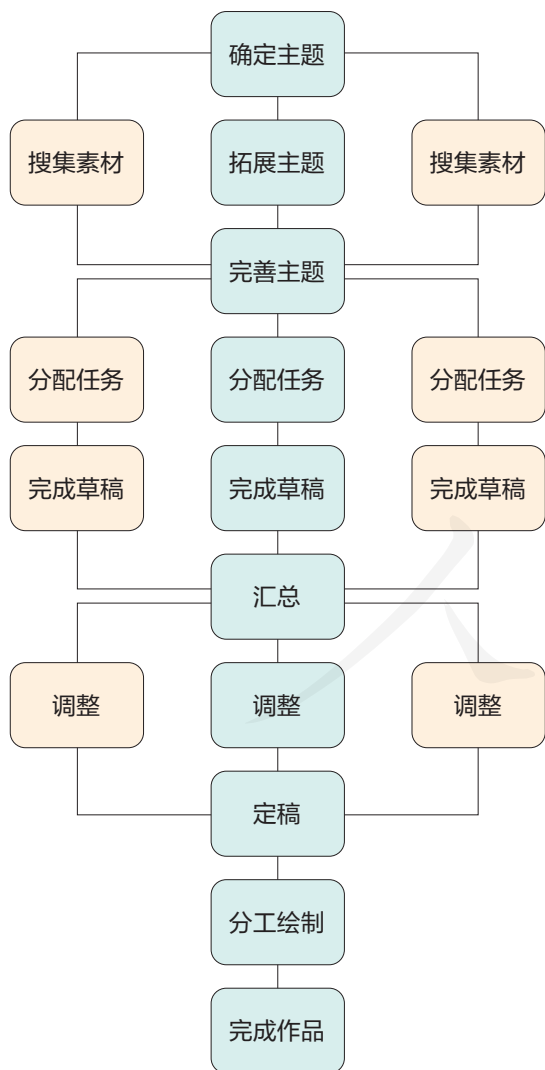 确定主题
搜集素材 拓展主题 搜集素材
完善主题
分配任务 分配任务 分配任务
完成草稿 完成草稿 完成草稿
汇总
调整 调整 调整
定稿
分工绘制
完成作品